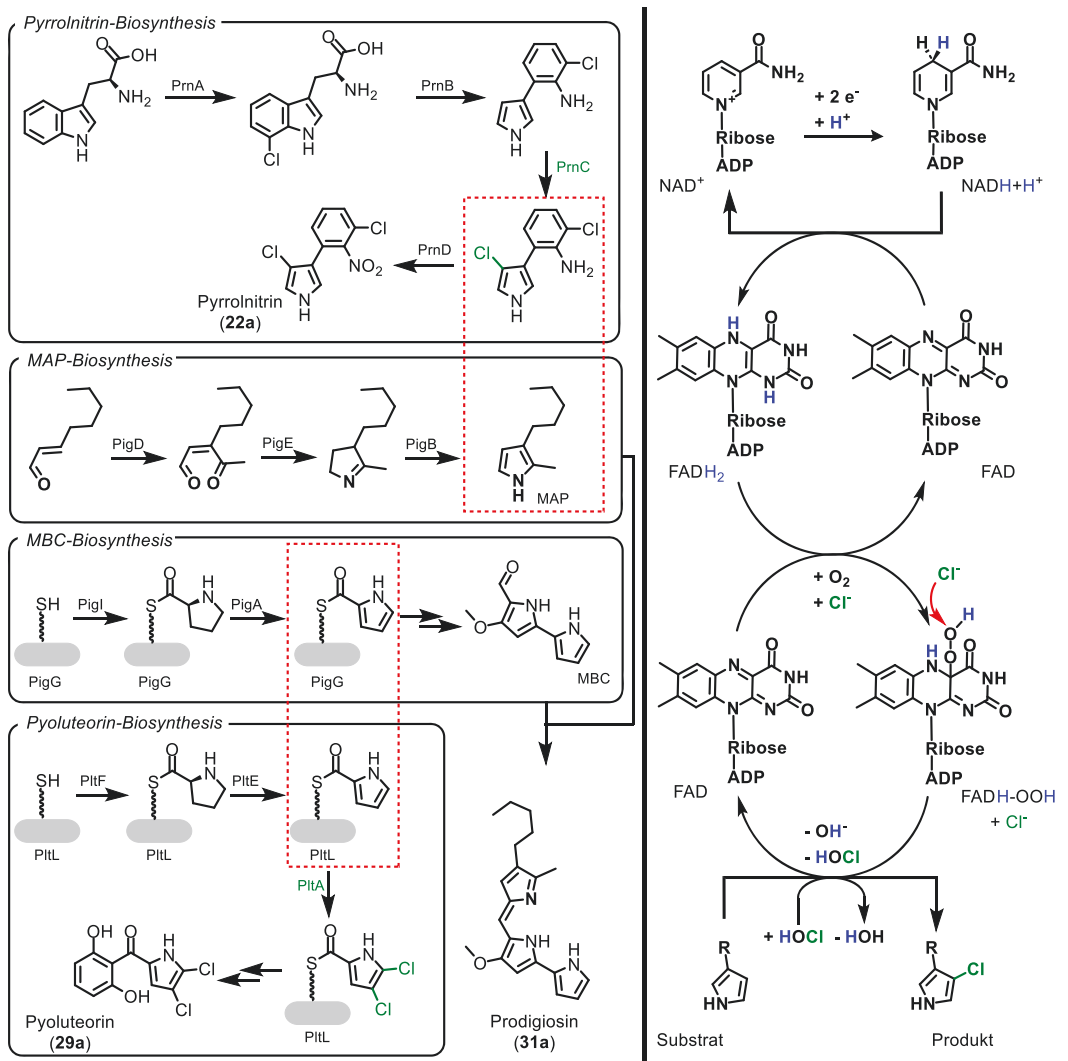 Pyrrolnitrin-Biosynthesis
O
OH
NH2
N
H
PrnA
O
OH
NH2
N
H
Cl
PrnB
Cl
NH2
N
H
PrnC
Cl
Cl
NH2
N
H
PrnD
Cl
Cl
NO2
N
H
Pyrrolnitrin
(22a)
MAP-Biosynthesis
O
PigD
O O
PigE
N
PigB
N
H
MAP
MBC-Biosynthesis
SH
PigG
PigI
O
H
N
S
PigG
PigA
O
H
N
S
PigG
O
NH
O
H
N
MBC
Pyoluteorin-Biosynthesis
SH
PltL
PltF
O
H
N
S
PltL
PltE
O
H
N
S
PltL
PltA
O
H
N
S
Cl
Cl
PltL
OH
O
H
N
Cl
Cl
OH
Pyoluteorin
(29a)
N
NH
O
H
N
Prodigiosin
(31a)
O
NH2
N+
Ribose
ADP
NAD+
+ 2 e-
+ H+
H H
O
NH2
N
Ribose
ADP
NADH+H+
H
N
O
NH
N
N
O
H
Ribose
ADP
FADH2
N
O
NH
N
N
O
Ribose
ADP
FAD
+ O2
+ Cl-
Cl-
N
O
NH
N
N
O
Ribose
ADP
FAD
H
O
O
H
N
O
NH
N
N
O
Ribose
ADP
FADH-OOH
+ Cl-
- OH-
- HOCl
+ HOCl - HOH
R
HN
Substrat
R
Cl
HN
Produkt